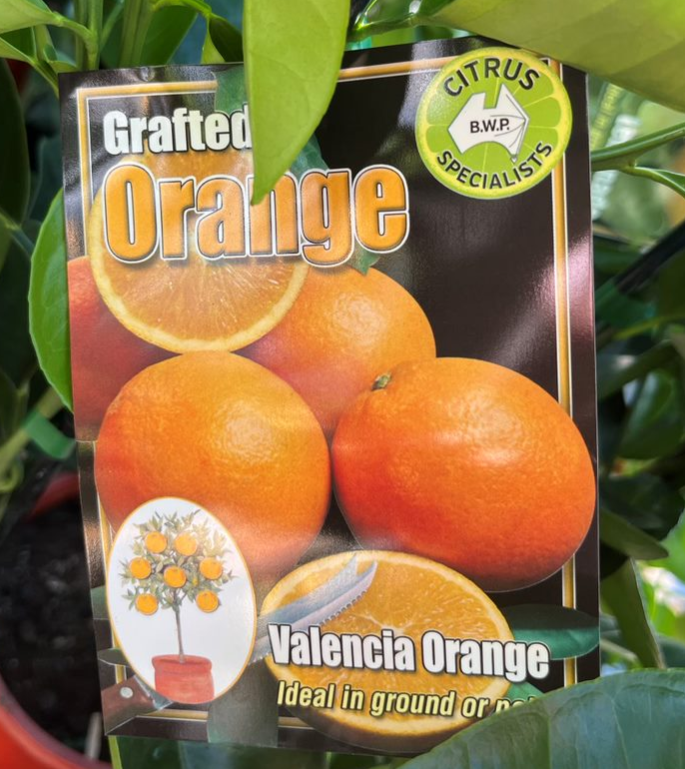 CITRUS
B.W.P.
SPECIALISTS
Grafted
Orange
Valencia Orange
Ideal in ground or